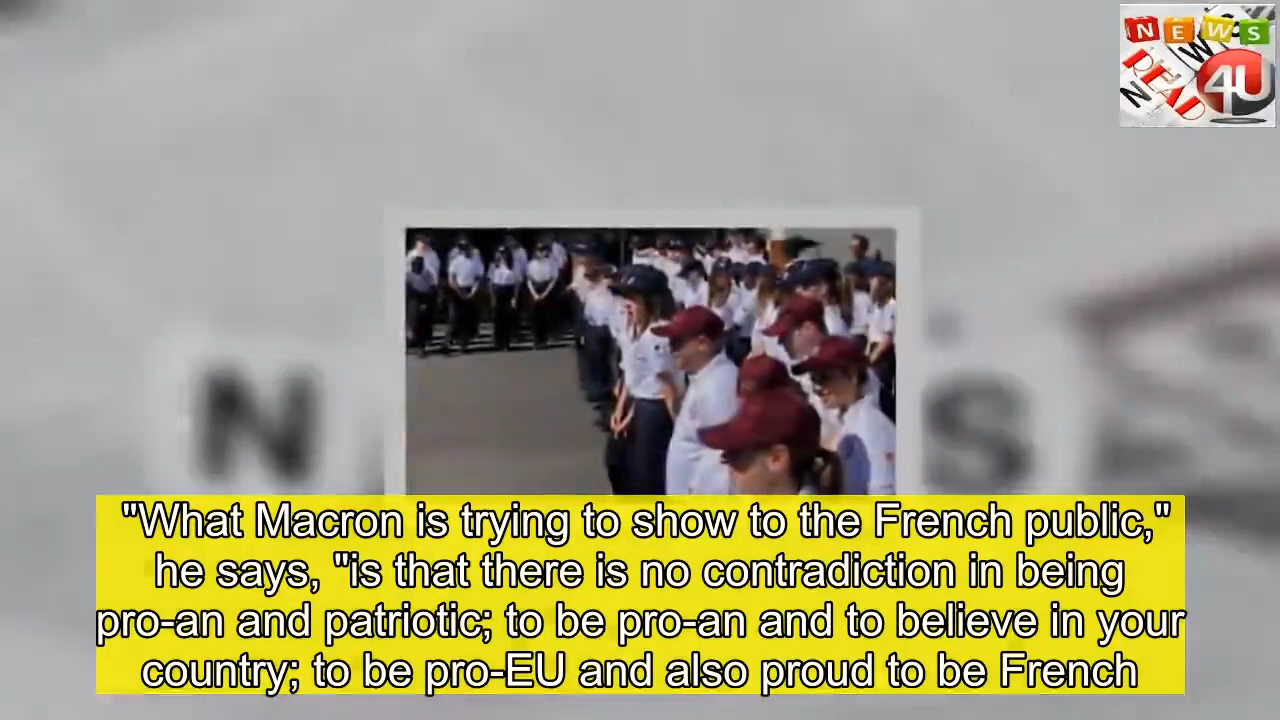 NEWS
READ
4U
N
N
S
"What Macron is trying to show to the French public,"
he says, "is that there is no contradiction in being
pro-an and patriotic; to be pro-an and to believe in your
country; to be pro-EU and also proud to be French